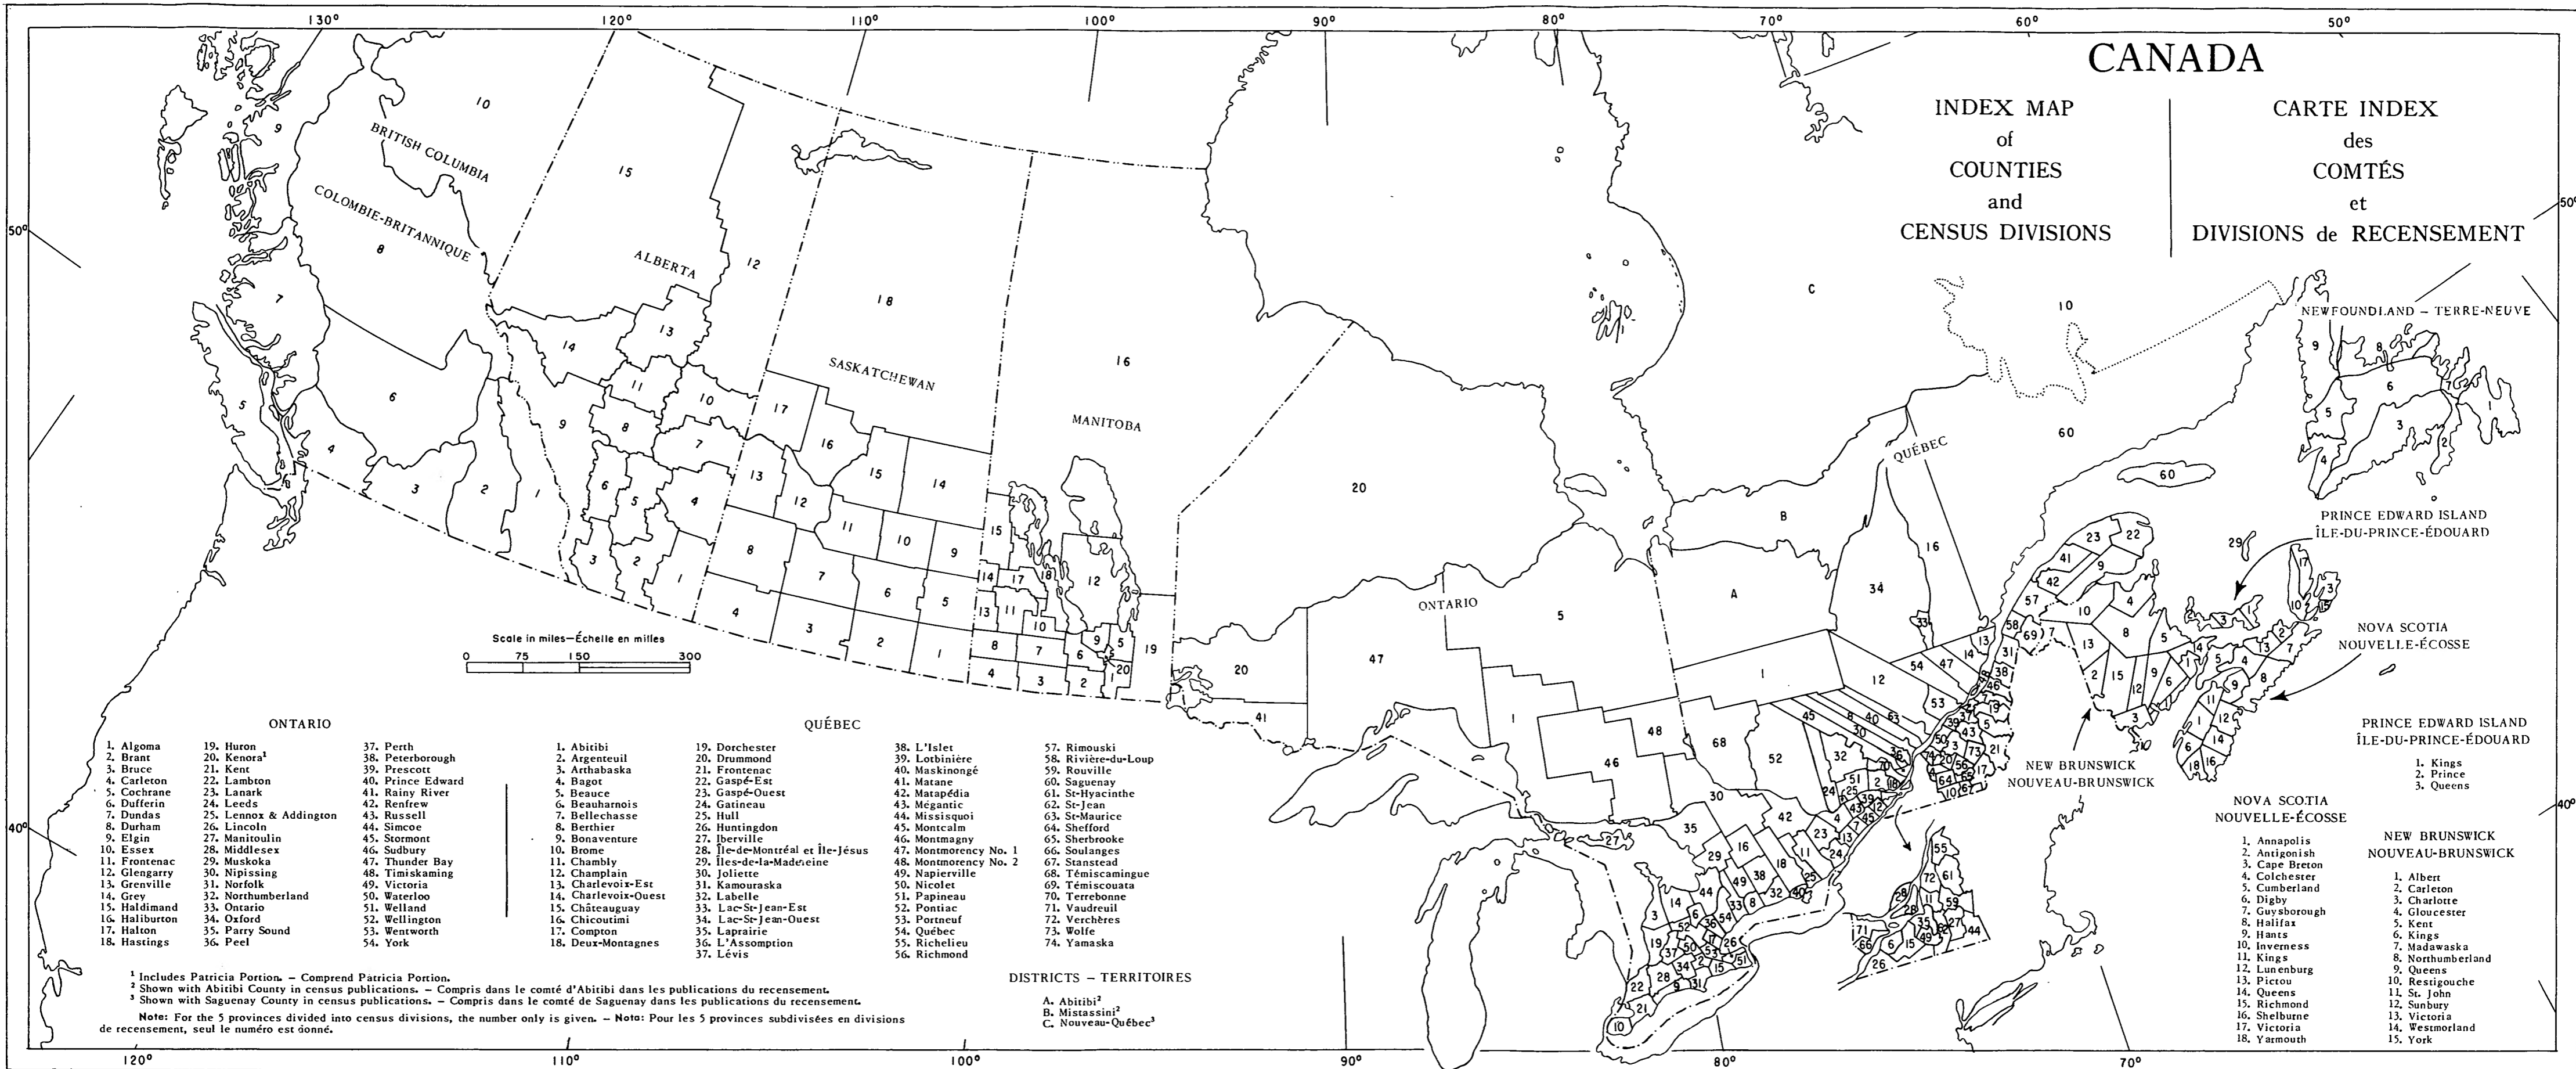 130°
120°
110°
100°
90°
80°
70°
60°
50°
CANADA
INDEX MAP
of
COUNTIES
and
CENSUS DIVISIONS
CARTE INDEX
des
COMTÉS
et
DIVISIONS de RECENSEMENT
50°
50°
40°
40°
BRITISH COLUMBIA
COLOMBIE-BRITANNIQUE
ALBERTA
SASKATCHEWAN
MANITOBA
ONTARIO
QUÉBEC
NEWFOUNDLAND – TERRE-NEUVE
PRINCE EDWARD ISLAND
ÎLE-DU-PRINCE-ÉDOUARD
NOVA SCOTIA
NOUVELLE-ÉCOSSE
NEW BRUNSWICK
NOUVEAU-BRUNSWICK
Scale in miles–Échelle en milles
0 75 150 300
ONTARIO
1. Algoma
2. Brant
3. Bruce
4. Carleton
5. Cochrane
6. Dufferin
7. Dundas
8. Durham
9. Elgin
10. Essex
11. Frontenac
12. Glengarry
13. Grenville
14. Grey
15. Haldimand
16. Haliburton
17. Halton
18. Hastings
19. Huron
20. Kenora¹
21. Kent
22. Lambton
23. Lanark
24. Leeds
25. Lennox & Addington
26. Lincoln
27. Manitoulin
28. Middlesex
29. Muskoka
30. Nipissing
31. Norfolk
32. Northumberland
33. Ontario
34. Oxford
35. Parry Sound
36. Peel
37. Perth
38. Peterborough
39. Prescott
40. Prince Edward
41. Rainy River
42. Renfrew
43. Russell
44. Simcoe
45. Stormont
46. Sudbury
47. Thunder Bay
48. Timiskaming
49. Victoria
50. Waterloo
51. Welland
52. Wellington
53. Wentworth
54. York
QUÉBEC
1. Abitibi
2. Argenteuil
3. Arthabaska
4. Bagot
5. Beauce
6. Beauharnois
7. Bellechasse
8. Berthier
9. Bonaventure
10. Brome
11. Chambly
12. Champlain
13. Charlevoix-Est
14. Charlevoix-Ouest
15. Châteauguay
16. Chicoutimi
17. Compton
18. Deux-Montagnes
19. Dorchester
20. Drummond
21. Frontenac
22. Gaspé-Est
23. Gaspé-Ouest
24. Gatineau
25. Hull
26. Huntingdon
27. Iberville
28. Île-de-Montréal et Île-Jésus
29. Îles-de-la-Madeleine
30. Joliette
31. Kamouraska
32. Labelle
33. Lac-St-Jean-Est
34. Lac-St-Jean-Ouest
35. Laprairie
36. L'Assomption
37. Lévis
38. L'Islet
39. Lotbinière
40. Maskinongé
41. Matane
42. Matapédia
43. Mégantic
44. Missisquoi
45. Montcalm
46. Montmagny
47. Montmorency No. 1
48. Montmorency No. 2
49. Napierville
50. Nicolet
51. Papineau
52. Pontiac
53. Portneuf
54. Québec
55. Richelieu
56. Richmond
57. Rimouski
58. Rivière-du-Loup
59. Rouville
60. Saguenay
61. St-Hyacinthe
62. St-Jean
63. St-Maurice
64. Shefford
65. Sherbrooke
66. Soulanges
67. Stanstead
68. Témiscamingue
69. Témiscouata
70. Terrebonne
71. Vaudreuil
72. Verchères
73. Wolfe
74. Yamaska
DISTRICTS – TERRITOIRES
A. Abitibi²
B. Mistassini²
C. Nouveau-Québec³
¹ Includes Patricia Portion. – Comprend Patricia Portion.
² Shown with Abitibi County in census publications. – Compris dans le comté d'Abitibi dans les publications du recensement.
³ Shown with Saguenay County in census publications. – Compris dans le comté de Saguenay dans les publications du recensement.
Note: For the 5 provinces divided into census divisions, the number only is given. – Nota: Pour les 5 provinces subdivisées en divisions
de recensement, seul le numéro est donné.
PRINCE EDWARD ISLAND
ÎLE-DU-PRINCE-ÉDOUARD
1. Kings
2. Prince
3. Queens
NOVA SCOTIA
NOUVELLE-ÉCOSSE
1. Annapolis
2. Antigonish
3. Cape Breton
4. Colchester
5. Cumberland
6. Digby
7. Guysborough
8. Halifax
9. Hants
10. Inverness
11. Kings
12. Lunenburg
13. Pictou
14. Queens
15. Richmond
16. Shelburne
17. Victoria
18. Yarmouth
NEW BRUNSWICK
NOUVEAU-BRUNSWICK
1. Albert
2. Carleton
3. Charlotte
4. Gloucester
5. Kent
6. Kings
7. Madawaska
8. Northumberland
9. Queens
10. Restigouche
11. St. John
12. Sunbury
13. Victoria
14. Westmorland
15. York
120°
110°
100°
90°
80°
70°